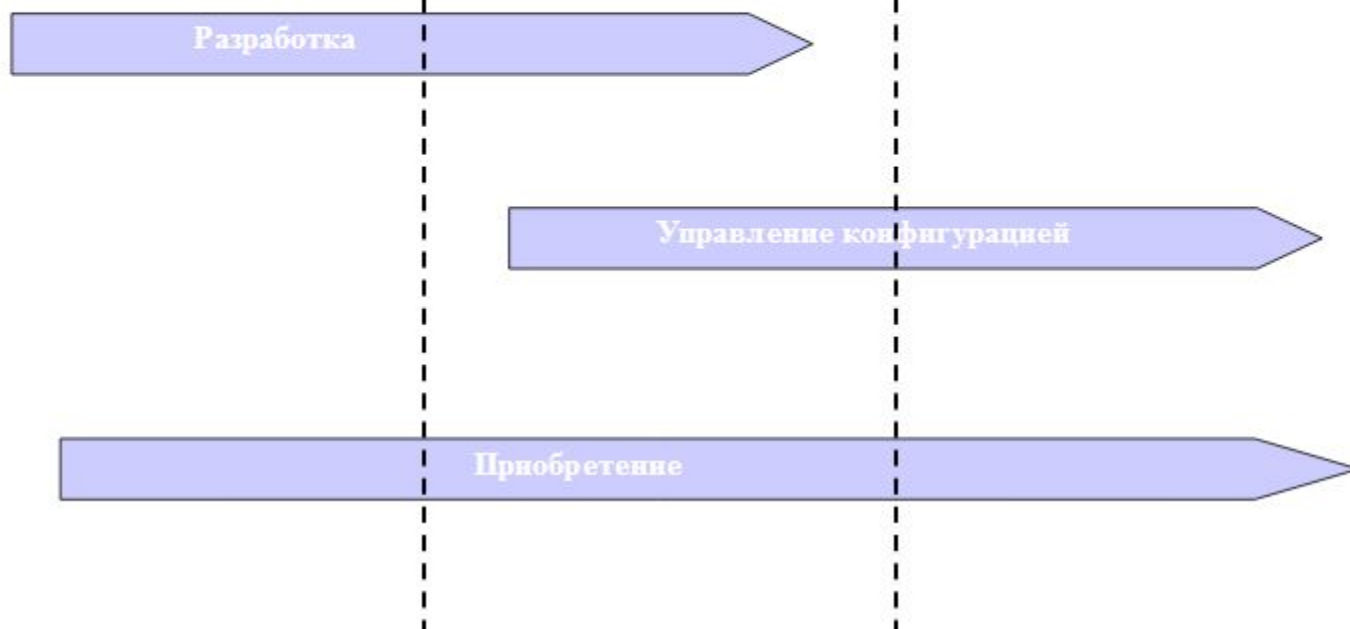 Разработка
Управление конфигурацией
Приобретение